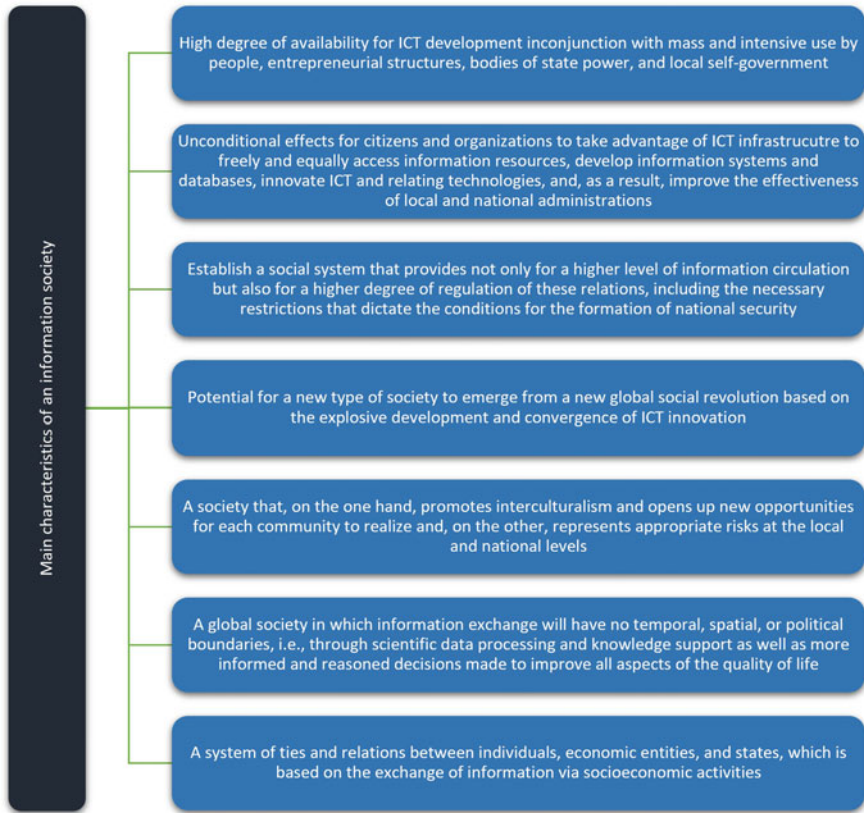 Main characteristics of an information society
High degree of availability for ICT development inconjunction with mass and intensive use by
people, entrepreneurial structures, bodies of state power, and local self-government
Unconditional effects for citizens and organizations to take advantage of ICT infrastrucutre to
freely and equally access information resources, develop information systems and
databases, innovate ICT and relating technologies, and, as a result, improve the effectiveness
of local and national administrations
Establish a social system that provides not only for a higher level of information circulation
but also for a higher degree of regulation of these relations, including the necessary
restrictions that dictate the conditions for the formation of national security
Potential for a new type of society to emerge from a new global social revolution based on
the explosive development and convergence of ICT innovation
A society that, on the one hand, promotes interculturalism and opens up new opportunities
for each community to realize and, on the other, represents appropriate risks at the local
and national levels
A global society in which information exchange will have no temporal, spatial, or political
boundaries, i.e., through scientific data processing and knowledge support as well as more
informed and reasoned decisions made to improve all aspects of the quality of life
A system of ties and relations between individuals, economic entities, and states, which is
based on the exchange of information via socioeconomic activities